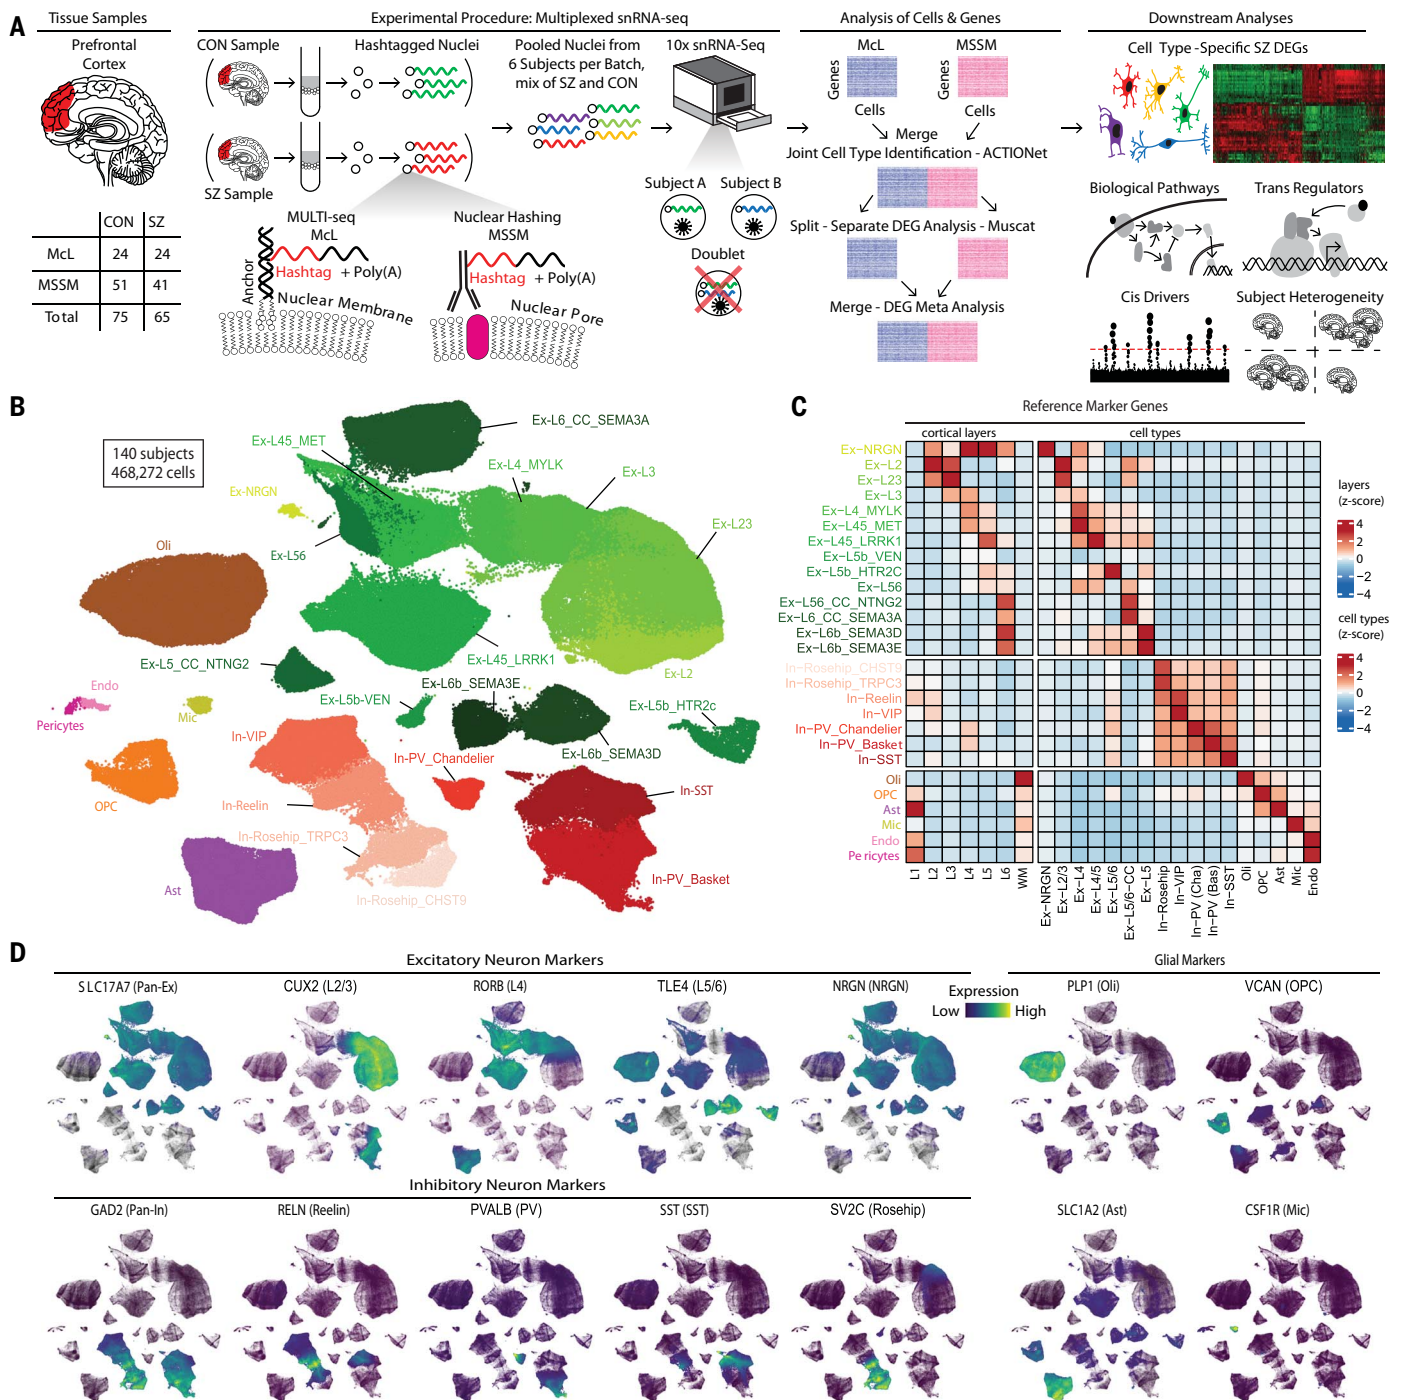 A
Tissue Samples
Prefrontal
Cortex
CON SZ
McL 24 24
MSSM 51 41
Total 75 65
Experimental Procedure: Multiplexed snRNA-seq
CON Sample
Hashtagged Nuclei
SZ Sample
Pooled Nuclei from
6 Subjects per Batch,
mix of SZ and CON
10x snRNA-Seq
MULTI-seq
McL
Anchor
Hashtag + Poly(A)
Nuclear Membrane
Nuclear Hashing
MSSM
Hashtag + Poly(A)
Nuclear Pore
Subject A Subject B
Doublet
Analysis of Cells & Genes
McL MSSM
Genes Genes
Cells Cells
Merge
Joint Cell Type Identification - ACTIONet
Split - Separate DEG Analysis - Muscat
Merge - DEG Meta Analysis
Downstream Analyses
Cell Type -Specific SZ DEGs
Biological Pathways Trans Regulators
Cis Drivers Subject Heterogeneity
B
140 subjects
468,272 cells
Ex-L6_CC_SEMA3A
Ex-L45_MET
Ex-L4_MYLK
Ex-L3
Ex-NRGN
Ex-L23
Oli
Ex-L56
Ex-L45_LRRK1
Ex-L2
Ex-L5_CC_NTNG2
Ex-L6b_SEMA3E
Endo
Ex-L5b-VEN
Ex-L5b_HTR2c
Pericytes
Mic
In-VIP
Ex-L6b_SEMA3D
In-PV_Chandelier
In-SST
OPC
In-Reelin
In-Rosehip_TRPC3
In-PV_Basket
Ast
In-Rosehip_CHST9
C
Reference Marker Genes
cortical layers cell types
Ex−NRGN
Ex−L2
Ex−L23
Ex−L3
Ex−L4_MYLK
Ex−L45_MET
Ex−L45_LRRK1
Ex−L5b_VEN
Ex−L5b_HTR2C
Ex−L56
Ex−L56_CC_NTNG2
Ex−L6_CC_SEMA3A
Ex−L6b_SEMA3D
Ex−L6b_SEMA3E
In−Rosehip_CHST9
In−Rosehip_TRPC3
In−Reelin
In−VIP
In−PV_Chandelier
In−PV_Basket
In−SST
Oli
OPC
Ast
Mic
Endo
Pericytes
L1
L2
L3
L4
L5
L6
WM
Ex−NRGN
Ex−L2/3
Ex−L4
Ex−L4/5
Ex−L5/6
Ex−L5/6−CC
Ex−L5
In−Rosehip
In−VIP
In−PV (Cha)
In−PV (Bas)
In−SST
Oli
OPC
Ast
Mic
Endo
layers
(z-score)
4
2
0
−2
−4
cell types
(z-score)
4
2
0
−2
−4
D
Excitatory Neuron Markers
SLC17A7 (Pan-Ex) CUX2 (L2/3) RORB (L4) TLE4 (L5/6) NRGN (NRGN)
Expression
Low High
Glial Markers
PLP1 (Oli) VCAN (OPC)
Inhibitory Neuron Markers
GAD2 (Pan-In) RELN (Reelin) PVALB (PV) SST (SST) SV2C (Rosehip)
SLC1A2 (Ast) CSF1R (Mic)